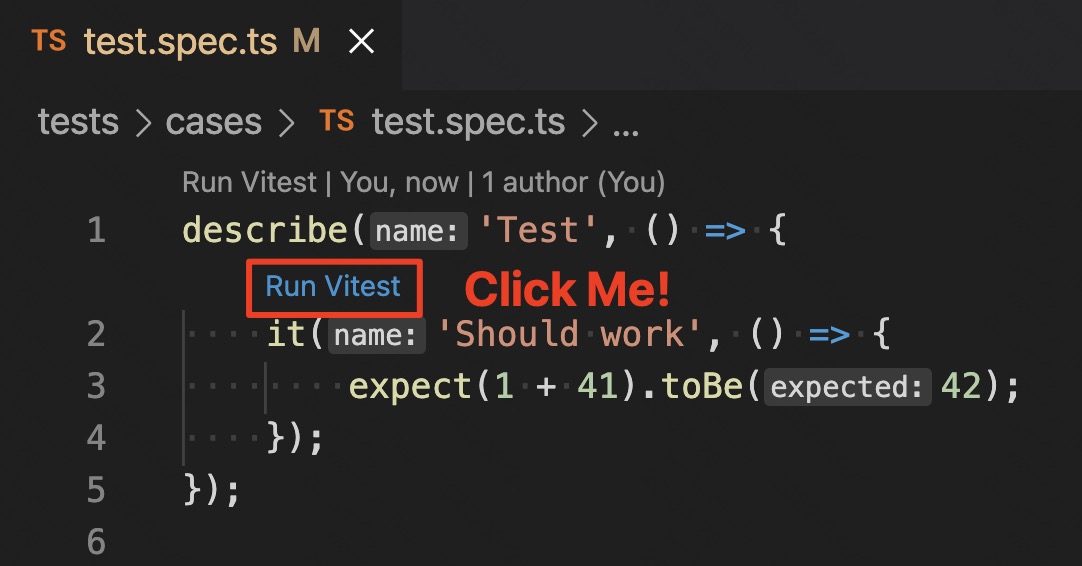 TS test.spec.ts M ×
tests > cases > TS test.spec.ts > ...
Run Vitest | You, now | 1 author (You)
1 describe(name: 'Test', () => {
Run Vitest Click Me!
2 ····it(name: 'Should·work', () => {
3 ········expect(1 + 41).toBe(expected: 42);
4 ····});
5 });
6